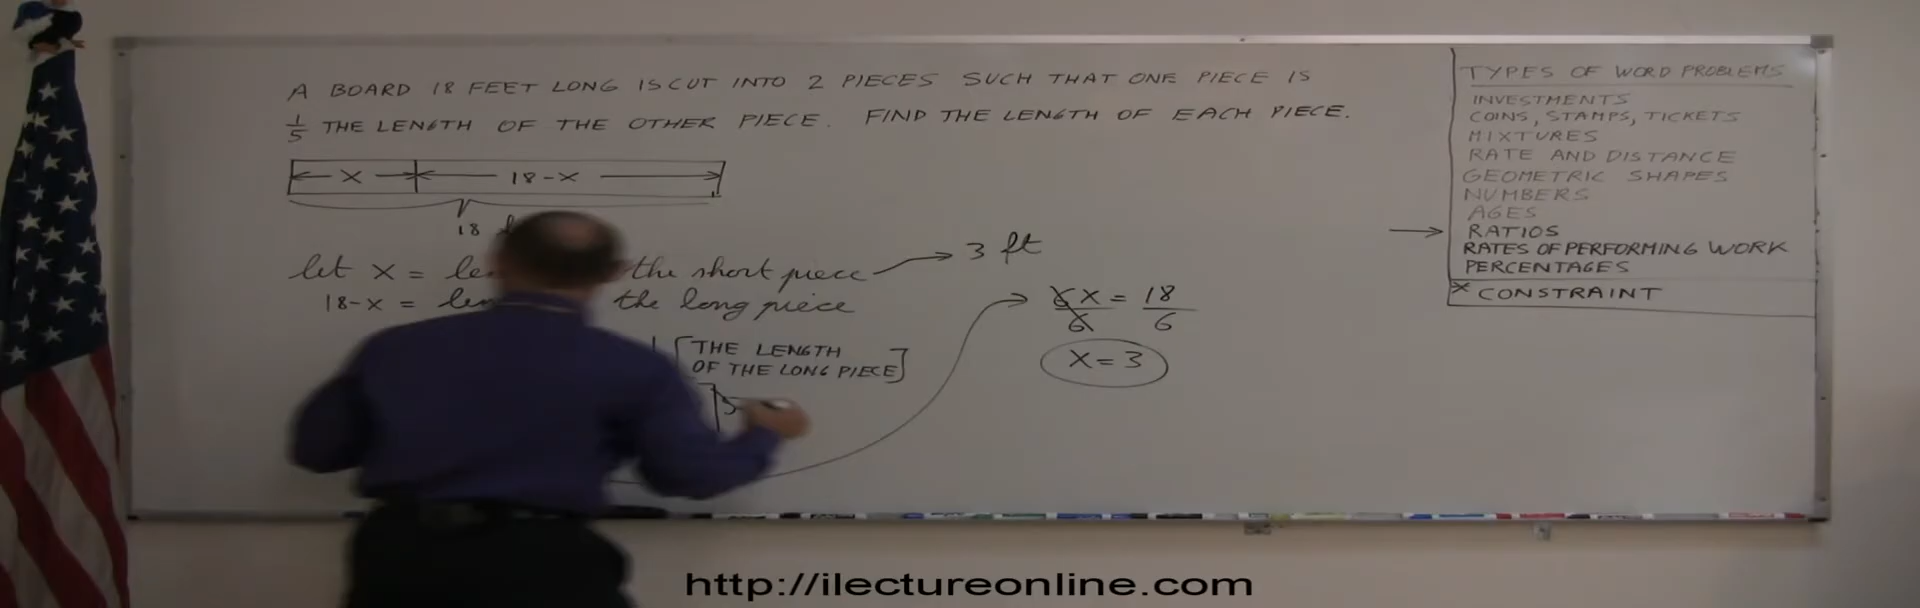 A BOARD 18 FEET LONG IS CUT INTO 2 PIECES SUCH THAT ONE PIECE IS
1/5 THE LENGTH OF THE OTHER PIECE. FIND THE LENGTH OF EACH PIECE.
X
18-X
18
let X = the short piece 3 ft
18-X = the long piece
THE LENGTH
OF THE LONG PIECE
5
6X = 18
6 6
X = 3
TYPES OF WORD PROBLEMS
INVESTMENTS
COINS, STAMPS, TICKETS
MIXTURES
RATE AND DISTANCE
GEOMETRIC SHAPES
NUMBERS
AGES
RATIOS
RATES OF PERFORMING WORK
PERCENTAGES
* CONSTRAINT
http://ilectureonline.com